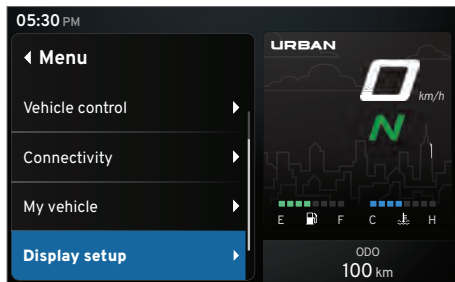 05:30 PM
Menu
Vehicle control
Connectivity
My vehicle
Display setup
URBAN
0 km/h
N
E F C H
ODO
100 km